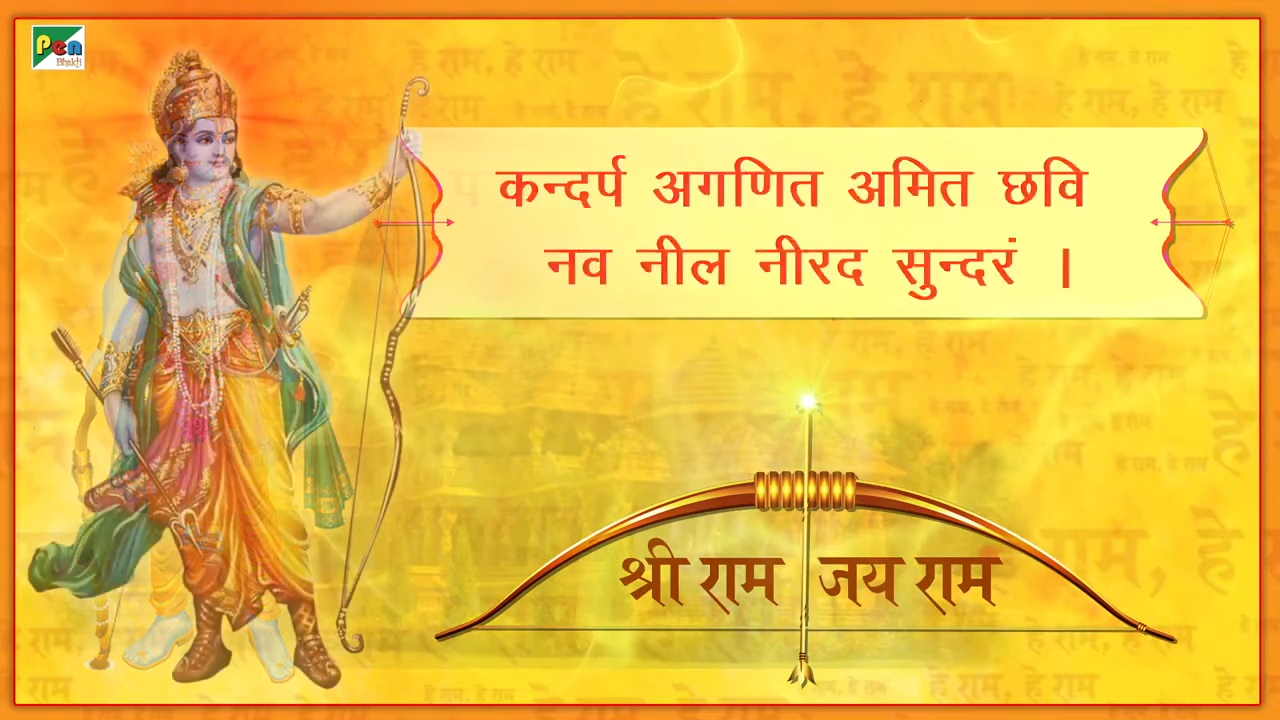 Pen
Bhakti
कन्दर्प अगणित अमित छवि
नव नील नीरद सुन्दरं ।
श्री राम जय राम
हे राम, हे राम
हे राम, हे राम
हे राम, हे राम
हे राम, हे राम
हे राम, हे राम
हे राम, हे राम
हे राम, हे राम